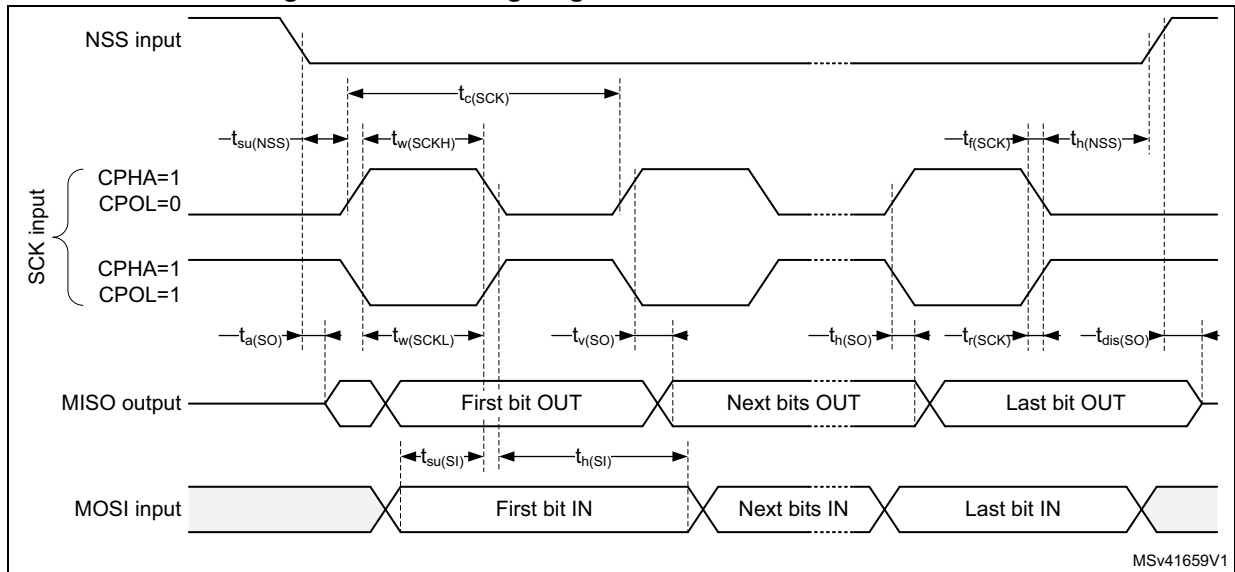 NSS input
tc(SCK)
tsu(NSS)
tw(SCKH)
tf(SCK)
th(NSS)
SCK input
CPHA=1
CPOL=0
CPHA=1
CPOL=1
ta(SO)
tw(SCKL)
tv(SO)
th(SO)
tr(SCK)
tdis(SO)
MISO output
First bit OUT
Next bits OUT
Last bit OUT
tsu(SI)
th(SI)
MOSI input
First bit IN
Next bits IN
Last bit IN
MSv41659V1